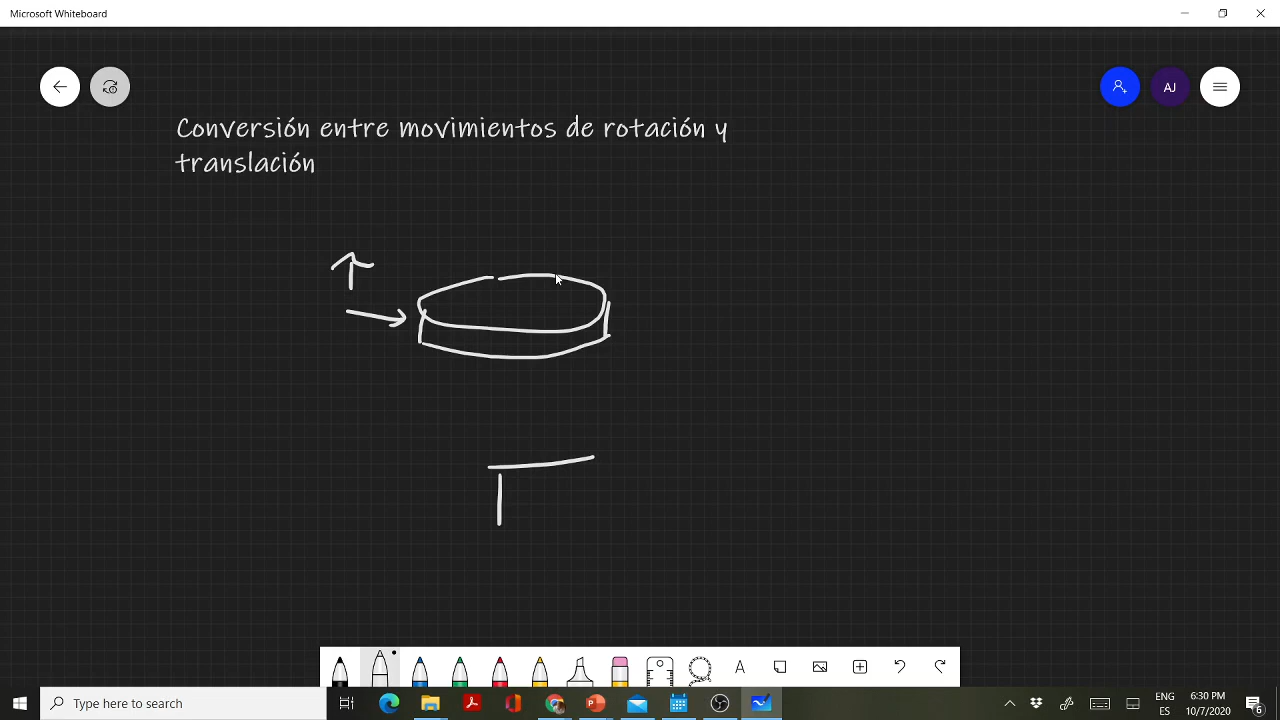 Microsoft Whiteboard
AJ
Conversión entre movimientos de rotación y
translación
A
Type here to search
ENG
ES
6:30 PM
10/7/2020
6